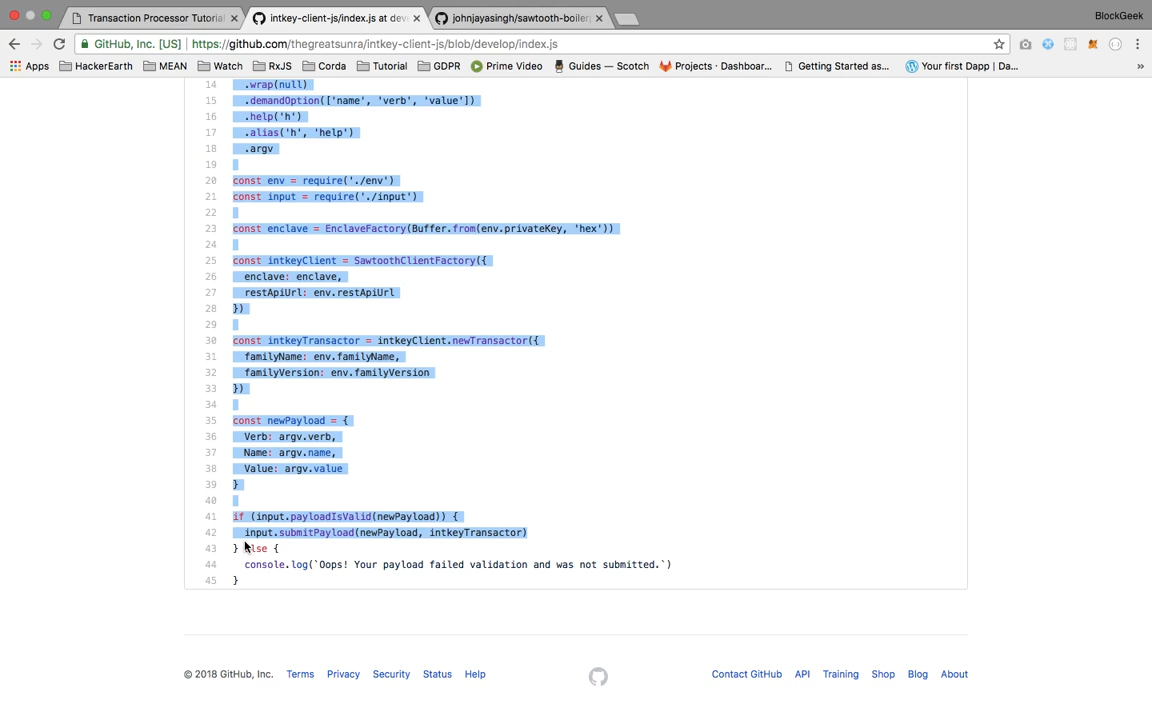 Transaction Processor Tutorial
intkey-client-js/index.js at dev
johnjayasingh/sawtooth-boiler
BlockGeek
GitHub, Inc. [US] | https://github.com/thegreatsunra/intkey-client-js/blob/develop/index.js
Apps HackerEarth MEAN Watch RxJS Corda Tutorial GDPR Prime Video Guides — Scotch Projects · Dashboar... Getting Started as... Your first Dapp | Da... »
14 .wrap(null)
15 .demandOption(['name', 'verb', 'value'])
16 .help('h')
17 .alias('h', 'help')
18 .argv
19
20 const env = require('./env')
21 const input = require('./input')
22
23 const enclave = EnclaveFactory(Buffer.from(env.privateKey, 'hex'))
24
25 const intkeyClient = SawtoothClientFactory({
26 enclave: enclave,
27 restApiUrl: env.restApiUrl
28 })
29
30 const intkeyTransactor = intkeyClient.newTransactor({
31 familyName: env.familyName,
32 familyVersion: env.familyVersion
33 })
34
35 const newPayload = {
36 Verb: argv.verb,
37 Name: argv.name,
38 Value: argv.value
39 }
40
41 if (input.payloadIsValid(newPayload)) {
42 input.submitPayload(newPayload, intkeyTransactor)
43 } else {
44 console.log(`Oops! Your payload failed validation and was not submitted.`)
45 }
© 2018 GitHub, Inc. Terms Privacy Security Status Help Contact GitHub API Training Shop Blog About